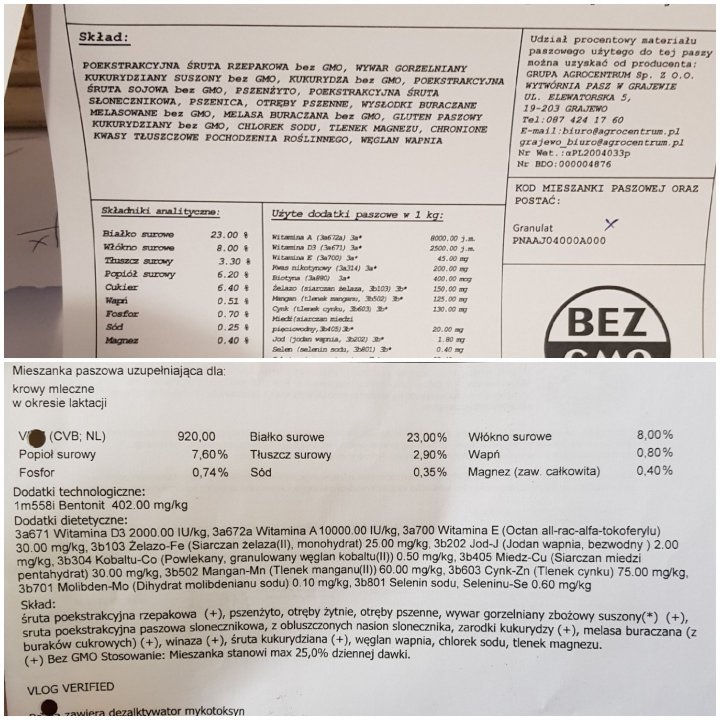 Skład:
POEKSTRAKCYJNA ŚRUTA RZEPAKOWA bez GMO, WYWAR GORZELNIANY
KUKURYDZIANY SUSZONY bez GMO, KUKURYDZA bez GMO, POEKSTRAKCYJNA
ŚRUTA SOJOWA bez GMO, PSZENŻYTO, POEKSTRAKCYJNA ŚRUTA
SŁONECZNIKOWA, PSZENICA, OTRĘBY PSZENNE, WYSŁODKI BURACZANE
MELASOWANE bez GMO, MELASA BURACZANA bez GMO, GLUTEN PASZOWY
KUKURYDZIANY bez GMO, CHLOREK SODU, TLENEK MAGNEZU, CHRONIONE
KWASY TŁUSZCZOWE POCHODZENIA ROŚLINNEGO, WĘGLAN WAPNIA
Udział procentowy materiału
paszowego użytego do tej paszy
można uzyskać od producenta:
GRUPA AGROCENTRUM Sp. Z O.O.
WYTWÓRNIA PASZ W GRAJEWIE
UL. ELEWATORSKA 5,
19-203 GRAJEWO
Tel:087 424 17 60
E-mail:biuro@agrocentrum.pl
grajewo_biuro@agrocentrum.pl
Nr Wet.:αPL2004033p
Nr BDO:000004876
KOD MIESZANKI PASZOWEJ ORAZ
POSTAĆ:
Granulat X
PNAAJ04000A000
BEZ
GMO
Składniki analityczne:
Białko surowe 23.00 %
Włókno surowe 8.00 %
Tłuszcz surowy 3.30 %
Popiół surowy 6.20 %
Cukier 6.40 %
Wapń 0.51 %
Fosfor 0.70 %
Sód 0.25 %
Magnez 0.40 %
Użyte dodatki paszowe w 1 kg:
Witamina A (3a672a) 3a* 8000.00 j.m.
Witamina D3 (3a671) 3a* 2500.00 j.m.
Witamina E (3a700) 3a* 45.00 mg
Kwas nikotynowy (3a314) 3a* 200.00 mg
Biotyna (3a880) 3a* 400.00 mcg
Żelazo (siarczan żelaza, 3b103) 3b* 150.00 mg
Mangan (tlenek manganu, 3b502) 3b* 125.00 mg
Cynk (tlenek cynku, 3b603) 3b* 130.00 mg
Miedź(siarczan miedzi
pięciowodny,3b405)3b* 20.00 mg
Jod (jodan wapnia, 3b202) 3b* 1.80 mg
Selen (selenin sodu, 3b801) 3b* 0.40 mg
Mieszanka paszowa uzupełniająca dla:
krowy mleczne
w okresie laktacji
(CVB; NL) 920,00 Białko surowe 23,00% Włókno surowe 8,00%
Popiół surowy 7,60% Tłuszcz surowy 2,90% Wapń 0,80%
Fosfor 0,74% Sód 0,35% Magnez (zaw. całkowita) 0,40%
Dodatki technologiczne:
1m558i Bentonit 402.00 mg/kg
Dodatki dietetyczne:
3a671 Witamina D3 2000.00 IU/kg, 3a672a Witamina A 10000.00 IU/kg, 3a700 Witamina E (Octan all-rac-alfa-tokoferylu)
30.00 mg/kg, 3b103 Żelazo-Fe (Siarczan żelaza(II), monohydrat) 25.00 mg/kg, 3b202 Jod-J (Jodan wapnia, bezwodny ) 2.00
mg/kg, 3b304 Kobaltu-Co (Powlekany, granulowany węglan kobaltu(II)) 0.50 mg/kg, 3b405 Miedz-Cu (Siarczan miedzi
pentahydrat) 30.00 mg/kg, 3b502 Mangan-Mn (Tlenek manganu(II)) 60.00 mg/kg, 3b603 Cynk-Zn (Tlenek cynku) 75.00 mg/kg,
3b701 Molibden-Mo (Dihydrat molibdenianu sodu) 0.10 mg/kg, 3b801 Selenin sodu, Seleninu-Se 0.60 mg/kg
Skład:
śruta poekstrakcyjna rzepakowa (+), pszenżyto, otręby żytnie, otręby pszenne, wywar gorzelniany zbożowy suszony(*) (+),
sruta poekstrakcyjna paszowa slonecznikowa, z obluszczonych nasion slonecznika, zarodki kukurydzy (+), melasa buraczana (z
buraków cukrowych) (+), winaza (+), śruta kukurydziana (+), węglan wapnia, chlorek sodu, tlenek magnezu.
(+) Bez GMO Stosowanie: Mieszanka stanowi max 25,0% dziennej dawki.
VLOG VERIFIED
zawiera dezalktywator mykotoksyn